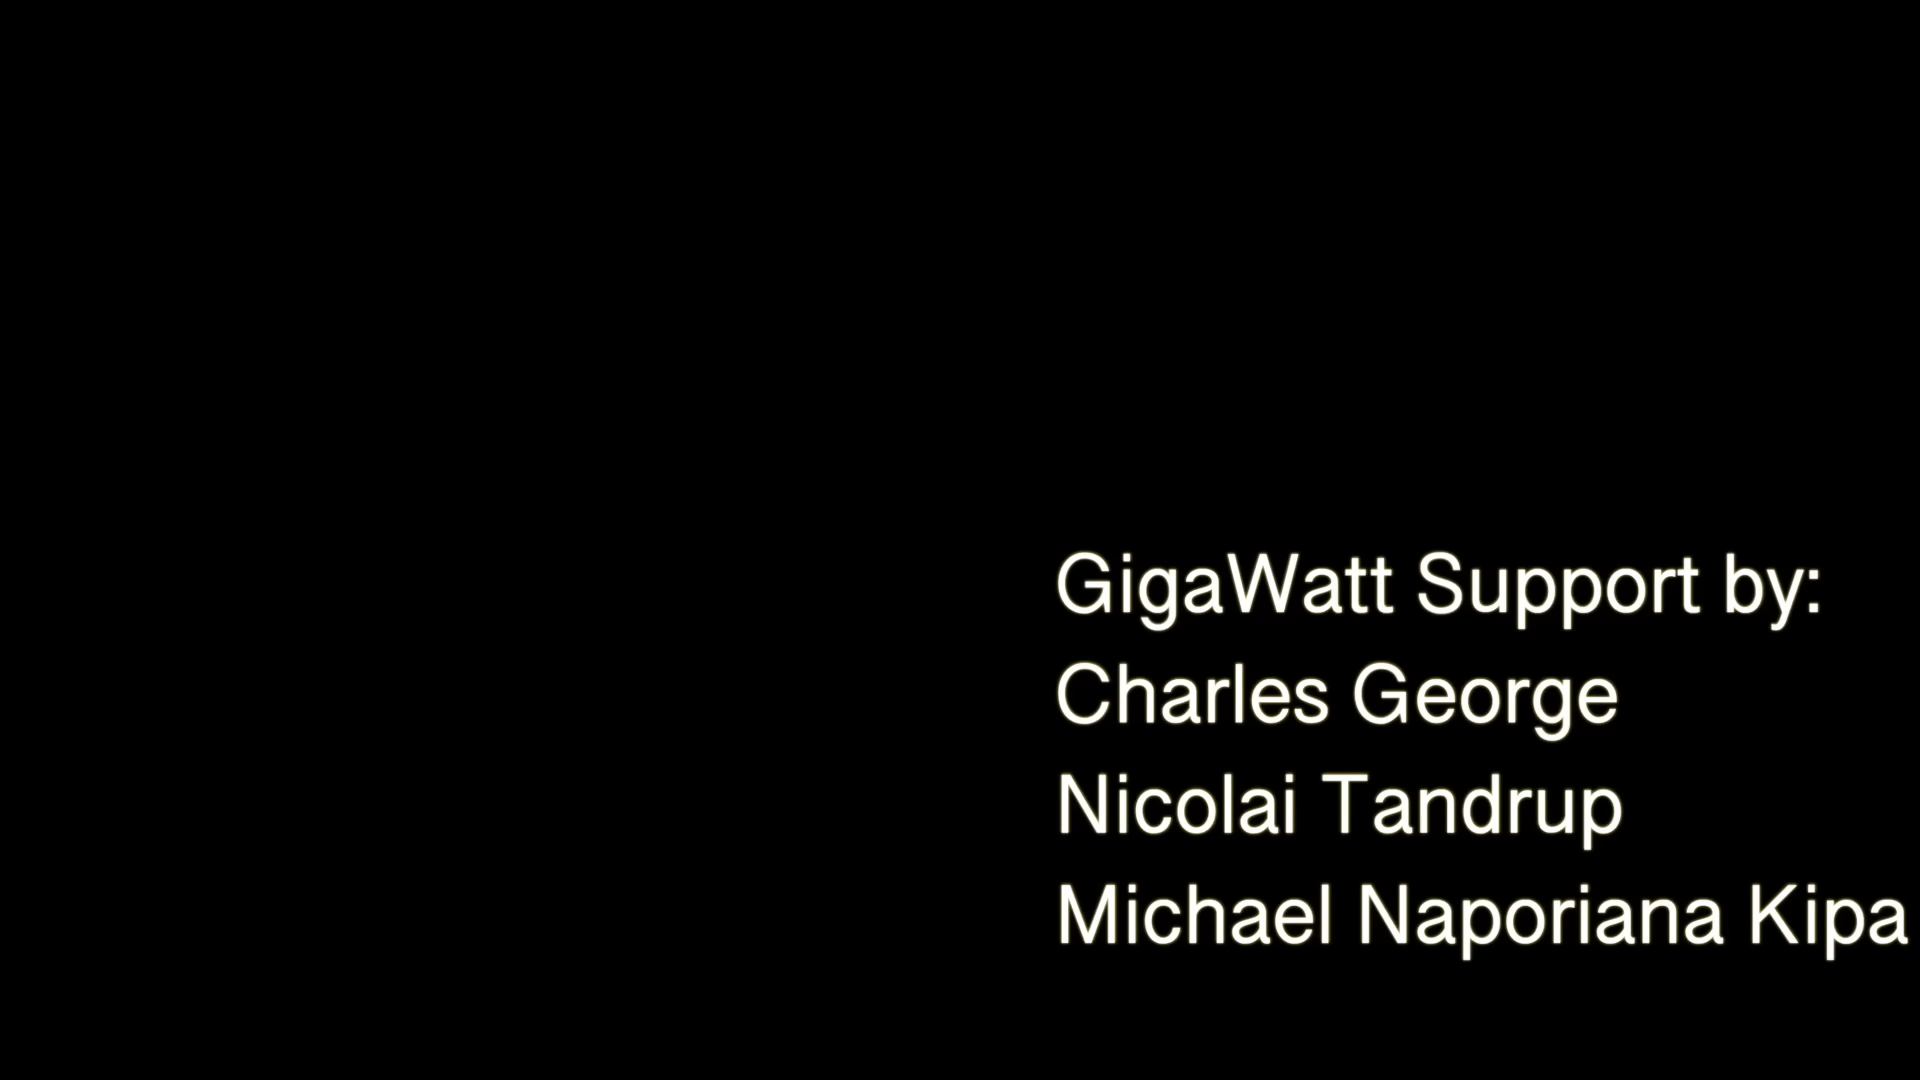 GigaWatt Support by:
Charles George
Nicolai Tandrup
Michael Naporiana Kipa